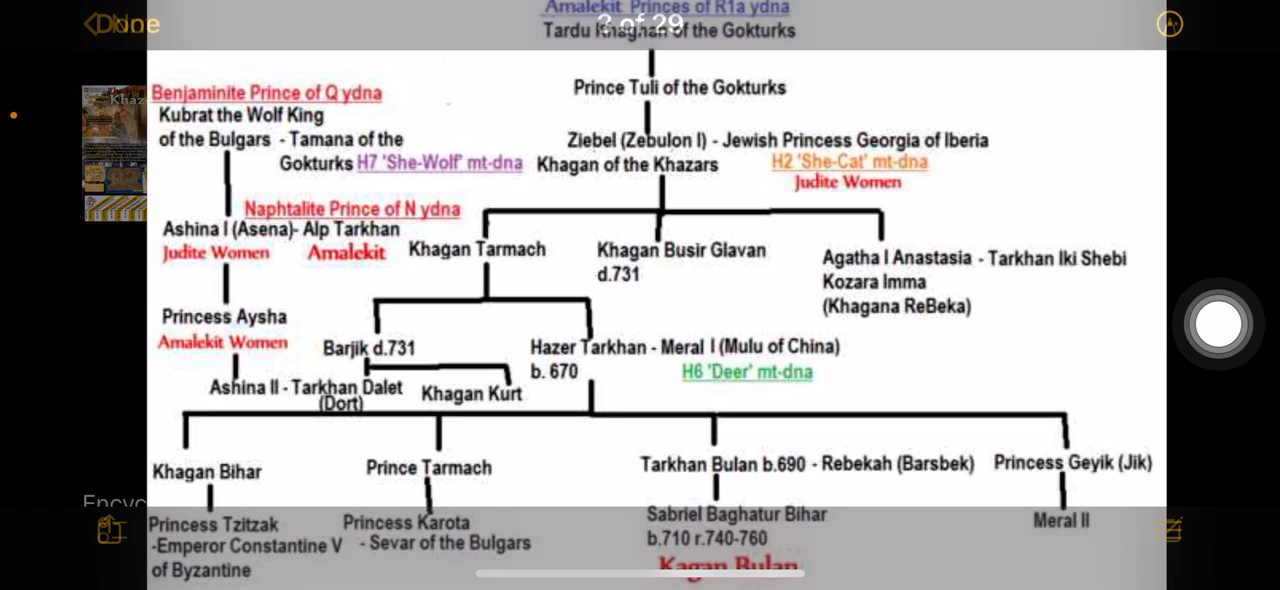 Amalekit Princes of R1a ydna
Done
3 of 29
Tardu Khaghan of the Gokturks
Benjaminite Prince of Q ydna
Prince Tuli of the Gokturks
Kubrat the Wolf King
of the Bulgars - Tamana of the
Gokturks H7 'She-Wolf' mt-dna
Ziebel (Zebulon I) - Jewish Princess Georgia of Iberia
Khagan of the Khazars
H2 'She-Cat' mt-dna
Judite Women
Naphtalite Prince of N ydna
Ashina I (Asena)- Alp Tarkhan
Judite Women
Amalekit
Khagan Tarmach
Khagan Busir Glavan
d.731
Agatha I Anastasia - Tarkhan Iki Shebi
Kozara Imma
(Khagana ReBeka)
Princess Aysha
Amalekit Women
Barjik d.731
Hazer Tarkhan - Meral I (Mulu of China)
b. 670
H6 'Deer' mt-dna
Ashina II - Tarkhan Dalet
(Dort)
Khagan Kurt
Khagan Bihar
Prince Tarmach
Tarkhan Bulan b.690 - Rebekah (Barsbek)
Princess Geyik (Jik)
Princess Tzitzak
-Emperor Constantine V
of Byzantine
Princess Karota
- Sevar of the Bulgars
Sabriel Baghatur Bihar
b.710 r.740-760
Kagan Bulan
Meral II
Khaz
Encyc